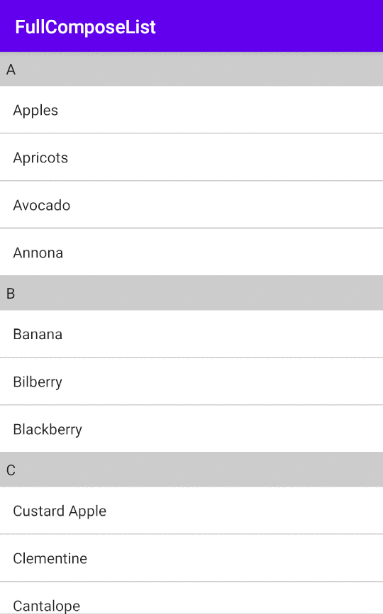 FullComposeList
A
Apples
Apricots
Avocado
Annona
B
Banana
Bilberry
Blackberry
C
Custard Apple
Clementine
Cantalope